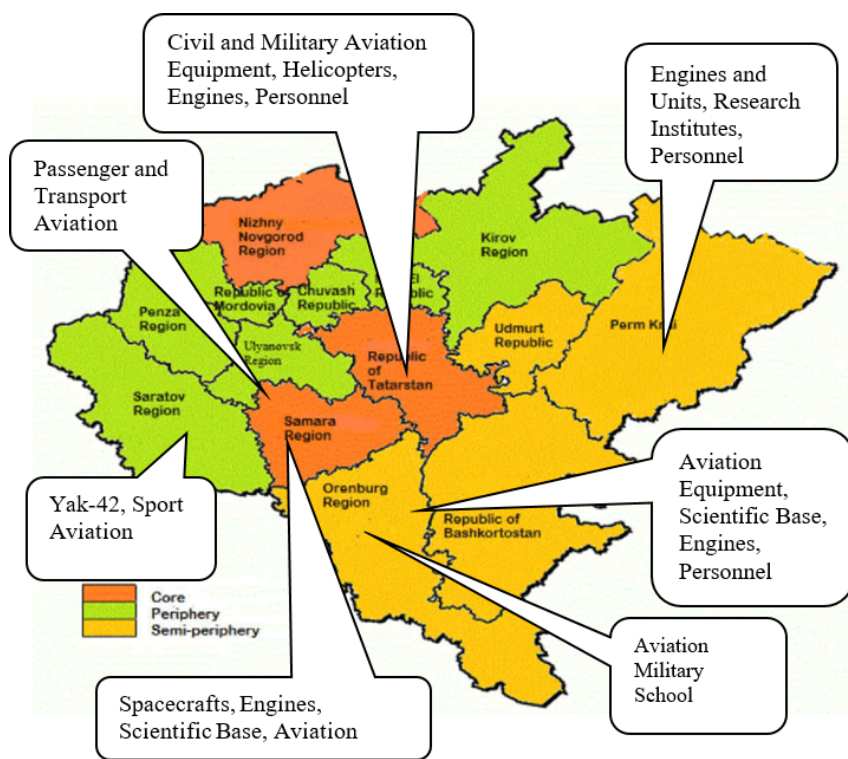 Civil and Military Aviation
Equipment, Helicopters,
Engines, Personnel
Engines and
Units, Research
Institutes,
Personnel
Passenger and
Transport
Aviation
Nizhny
Novgorod
Region
Kirov
Region
Republic of
Mordovia
Chuvash
Republic
El
Republic
Penza
Region
Ulyanovsk
Region
Udmurt
Republic
Perm Krai
Republic
of
Tatarstan
Saratov
Region
Samara
Region
Orenburg
Region
Republic of
Bashkortostan
Yak-42, Sport
Aviation
Aviation
Equipment,
Scientific Base,
Engines,
Personnel
Core
Periphery
Semi-periphery
Aviation
Military
School
Spacecrafts, Engines,
Scientific Base, Aviation